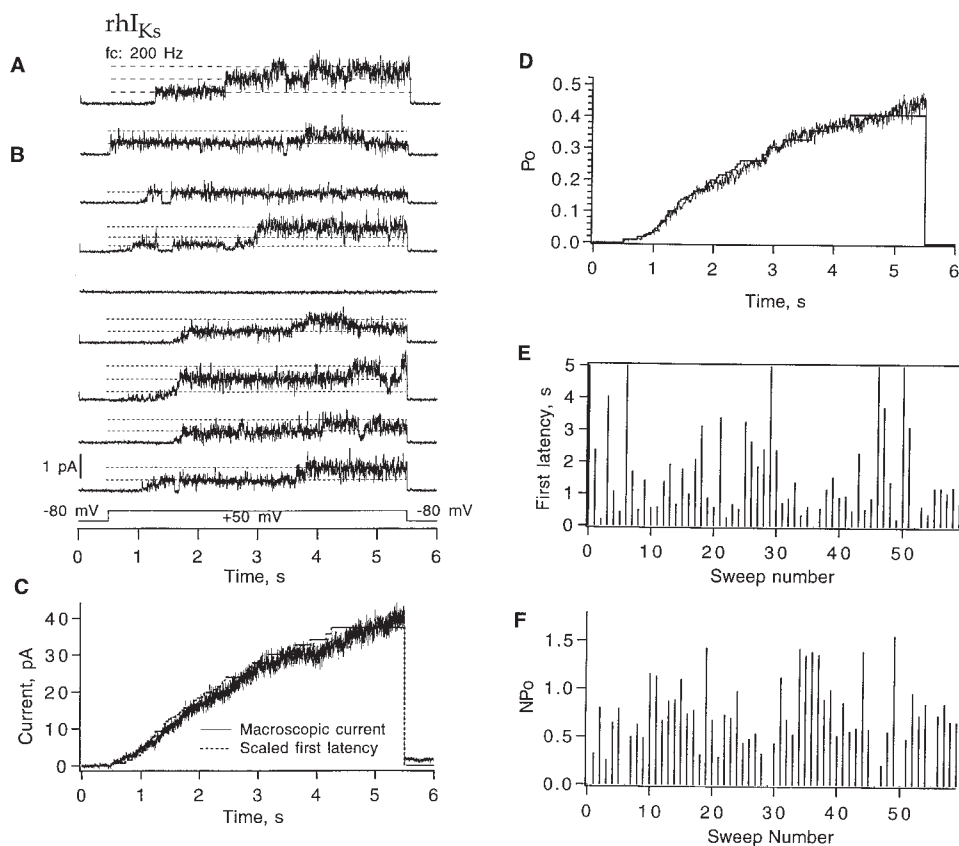 rhI_Ks
fc: 200 Hz
A
B
1 pA
-80 mV
+50 mV
-80 mV
0 1 2 3 4 5 6
Time, s
C
Current, pA
40
30
20
10
0
Macroscopic current
Scaled first latency
0 1 2 3 4 5 6
Time, s
D
Po
0.5
0.4
0.3
0.2
0.1
0.0
0 1 2 3 4 5 6
Time, s
E
First latency, s
5
4
3
2
1
0
0 10 20 30 40 50
Sweep number
F
NPo
1.5
1.0
0.5
0.0
0 10 20 30 40 50
Sweep Number